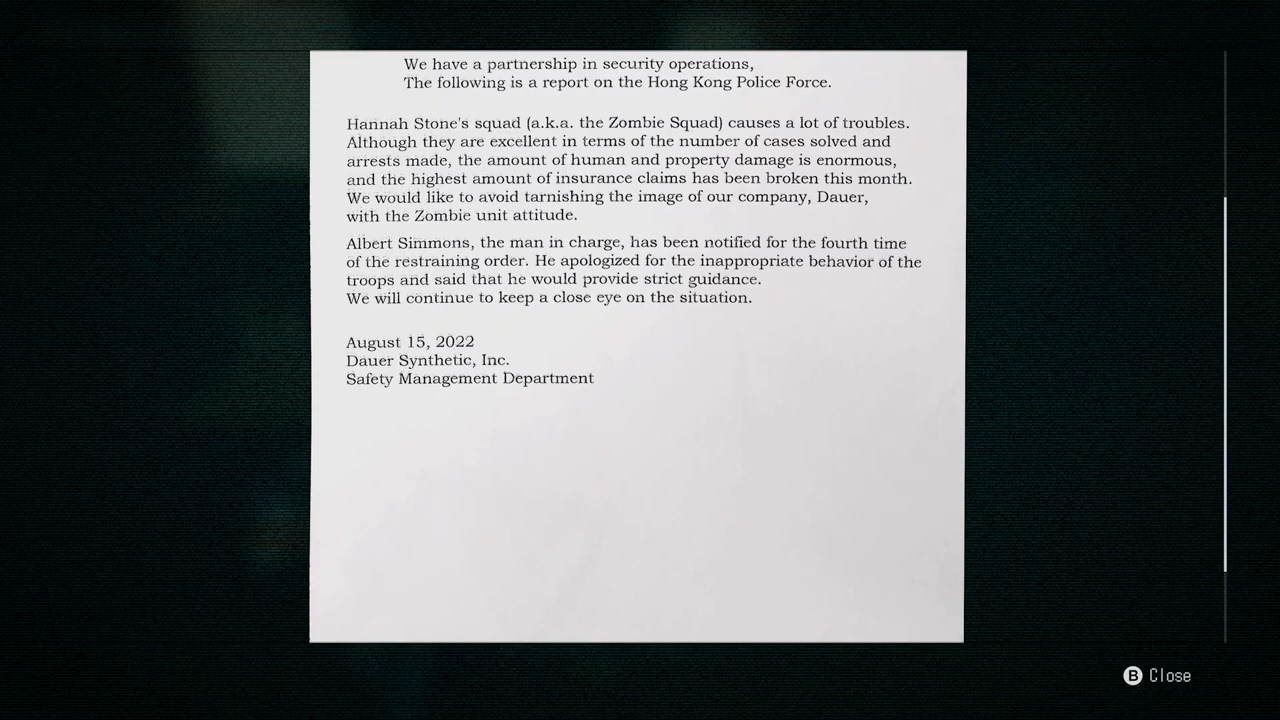 We have a partnership in security operations,
The following is a report on the Hong Kong Police Force.
Hannah Stone's squad (a.k.a. the Zombie Squad) causes a lot of troubles.
Although they are excellent in terms of the number of cases solved and
arrests made, the amount of human and property damage is enormous,
and the highest amount of insurance claims has been broken this month.
We would like to avoid tarnishing the image of our company, Dauer,
with the Zombie unit attitude.
Albert Simmons, the man in charge, has been notified for the fourth time
of the restraining order. He apologized for the inappropriate behavior of the
troops and said that he would provide strict guidance.
We will continue to keep a close eye on the situation.
August 15, 2022
Dauer Synthetic, Inc.
Safety Management Department
B Close